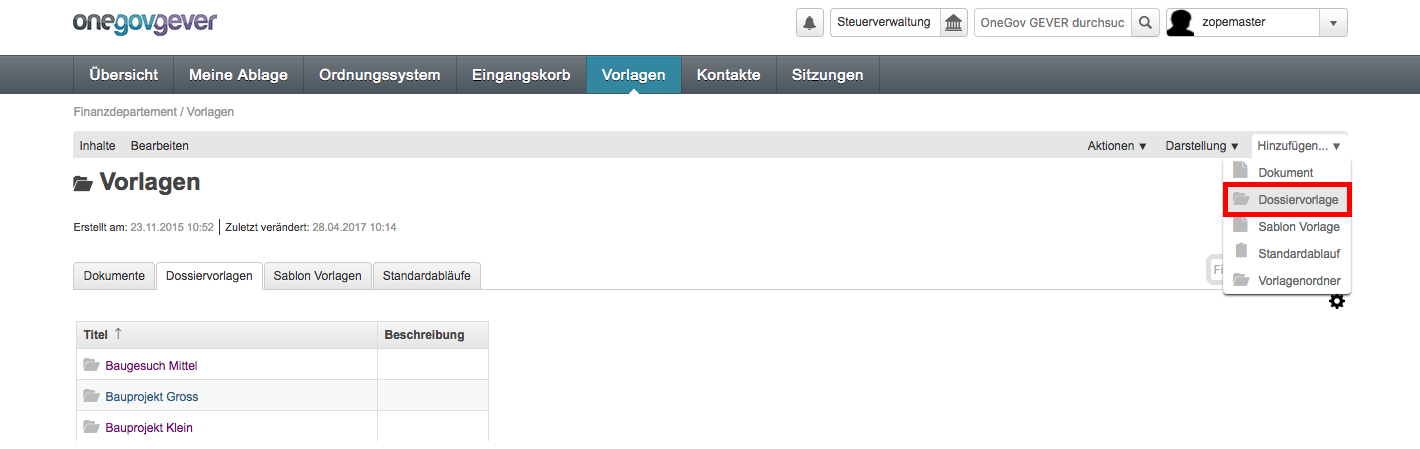 onegovgever
Steuerverwaltung
OneGov GEVER durchsuc
zopemaster
Übersicht Meine Ablage Ordnungssystem Eingangskorb Vorlagen Kontakte Sitzungen
Finanzdepartement / Vorlagen
Inhalte Bearbeiten Aktionen ▼ Darstellung ▼ Hinzufügen... ▼
Dokument
Dossiervorlage
Sablon Vorlage
Standardablauf
Vorlagenordner
Vorlagen
Erstellt am: 23.11.2015 10:52 | Zuletzt verändert: 28.04.2017 10:14
Dokumente Dossiervorlagen Sablon Vorlagen Standardabläufe
Fi
Titel ↑ Beschreibung
Baugesuch Mittel
Bauprojekt Gross
Bauprojekt Klein